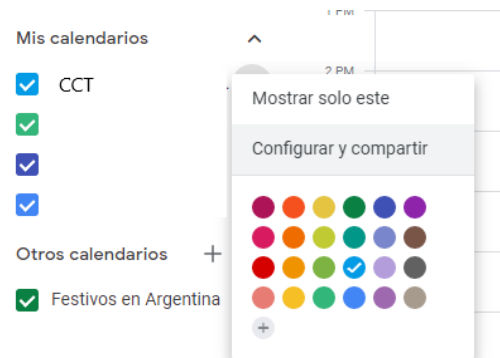 1 PM
Mis calendarios
2 PM
CCT
Mostrar solo este
Configurar y compartir
Otros calendarios
Festivos en Argentina